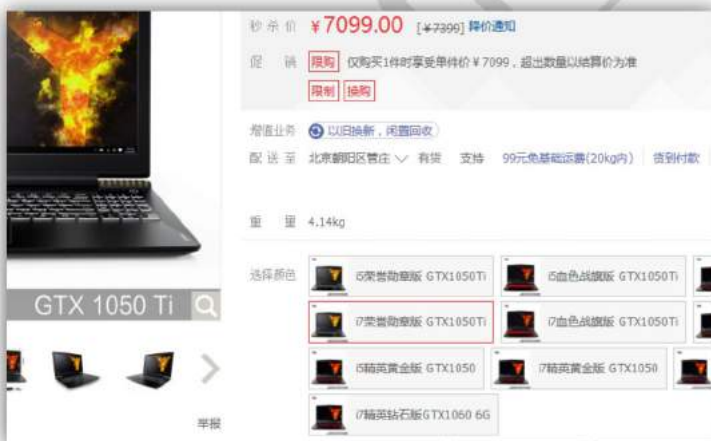 秒杀价 ￥7099.00 [￥7399] 降价通知
促销 限购 仅购买1件时享受单件价￥7099，超出数量以结算价为准
限制 换购
增值业务 以旧换新，闲置回收
配送至 北京朝阳区管庄 有货 支持 99元免基础运费(20kg内) 货到付款
重量 4.14kg
选择颜色 i5荣誉勋章版 GTX1050Ti i5血色战旗版 GTX1050Ti
GTX 1050 Ti
i7荣誉勋章版 GTX1050Ti i7血色战旗版 GTX1050Ti
i5精英黄金版 GTX1050 i7精英黄金版 GTX1050
i7精英钻石版GTX1060 6G
举报